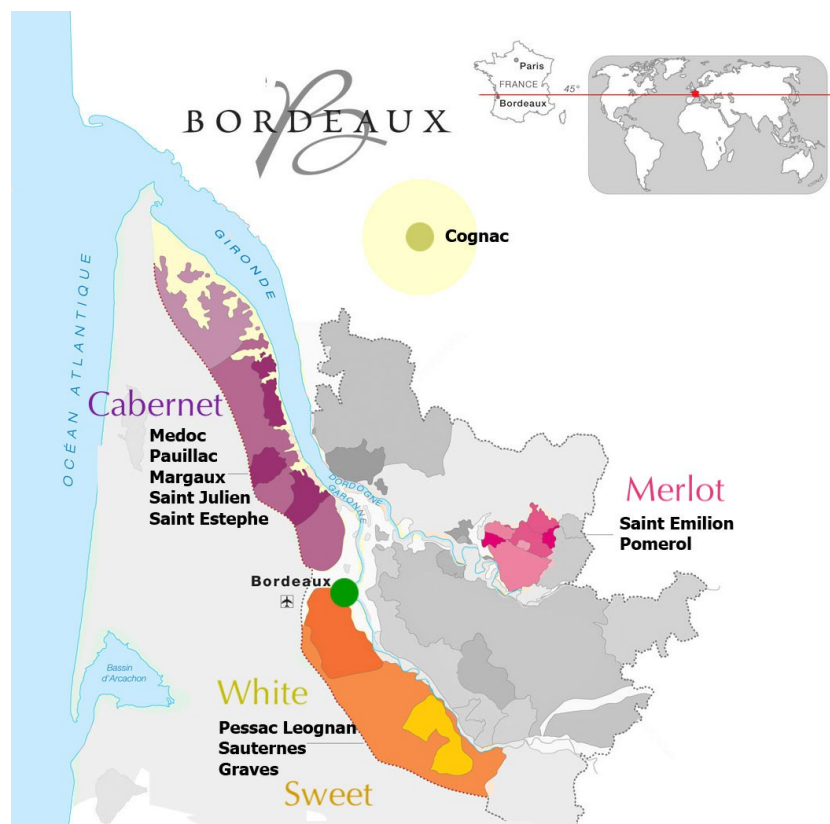 BORDEAUX
Paris
FRANCE
45°
Bordeaux
Cognac
GIRONDE
OCÉAN ATLANTIQUE
Cabernet
Medoc
Pauillac
Margaux
Saint Julien
Saint Estephe
DORDOGNE
GARONNE
Merlot
Saint Emilion
Pomerol
Bordeaux
Bassin
d'Arcachon
White
Pessac Leognan
Sauternes
Graves
Sweet